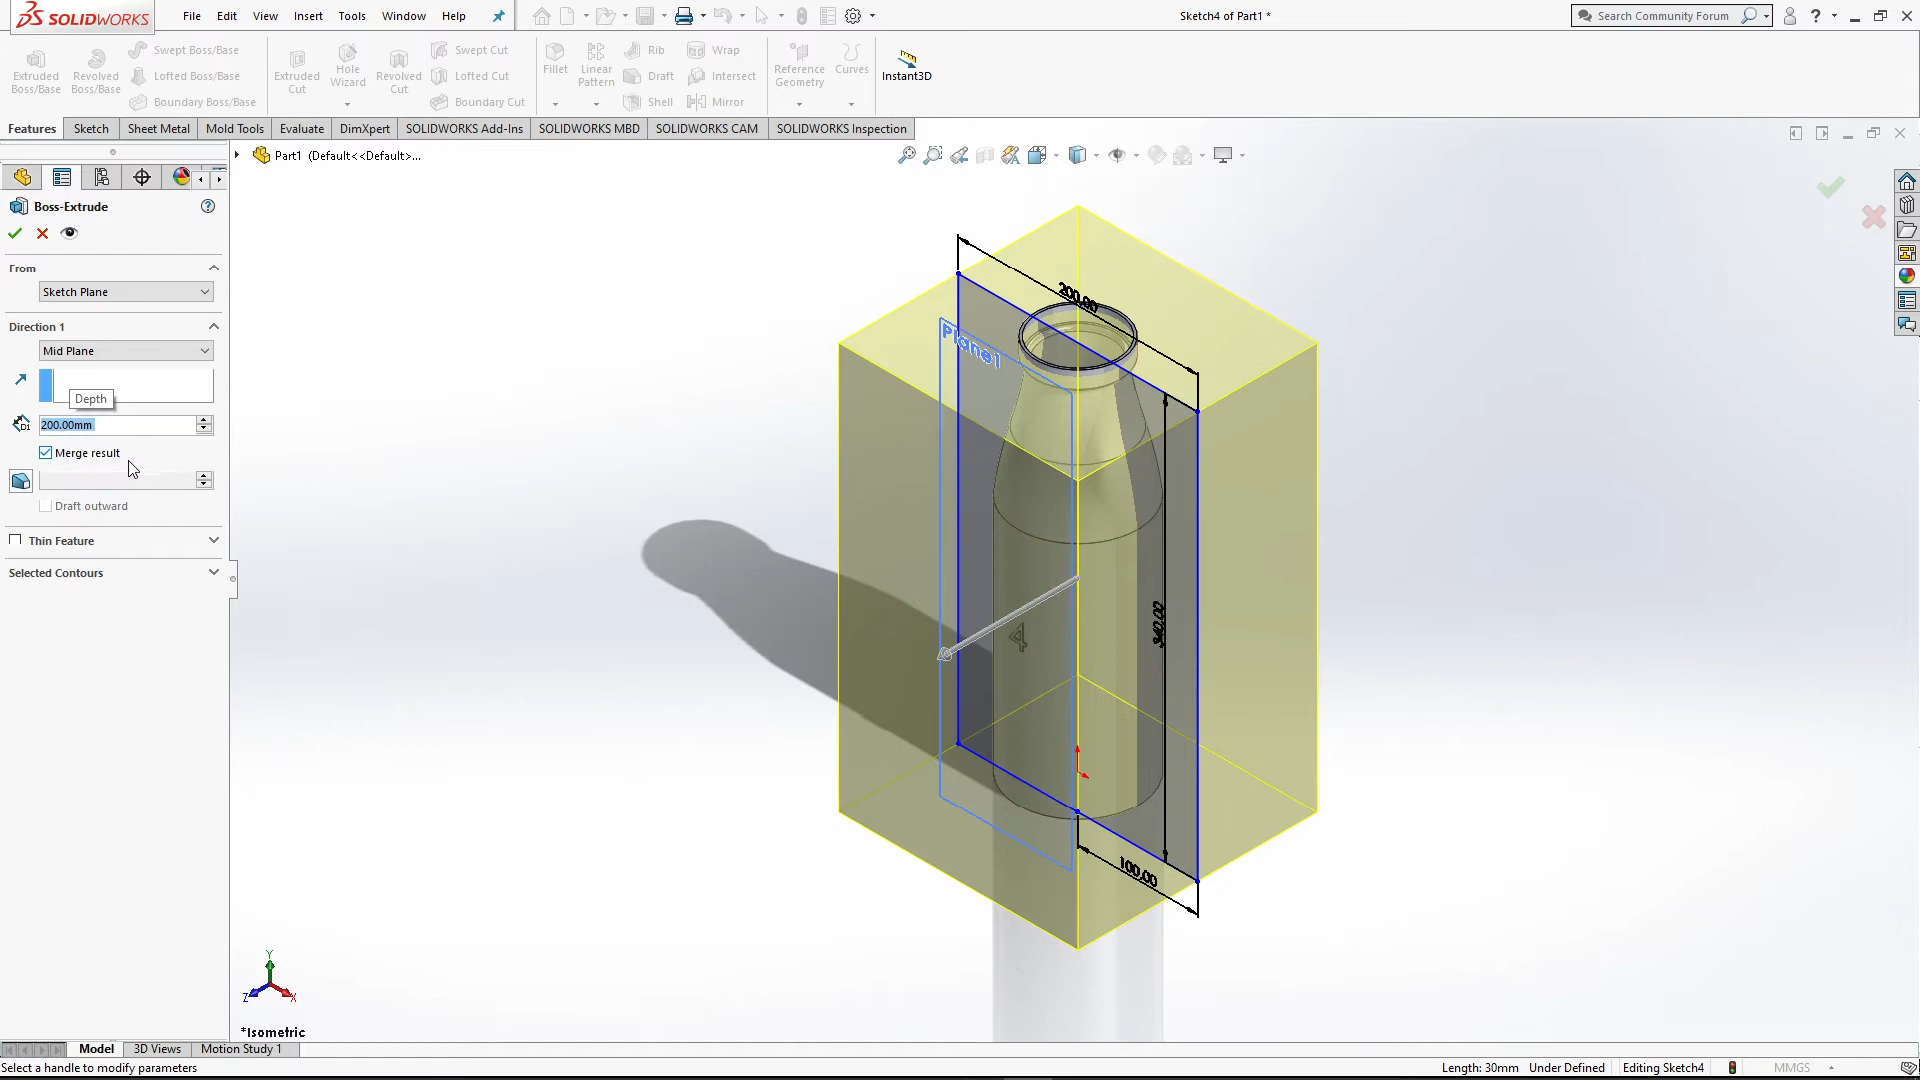 SOLIDWORKS File Edit View Insert Tools Window Help Sketch4 of Part1 * Search Community Forum ?
Extruded Boss/Base
Revolved Boss/Base
Swept Boss/Base
Lofted Boss/Base
Boundary Boss/Base
Extruded Cut
Hole Wizard
Revolved Cut
Swept Cut
Lofted Cut
Boundary Cut
Fillet
Linear Pattern
Rib
Draft
Shell
Wrap
Intersect
Mirror
Reference Geometry
Curves
Instant3D
Features Sketch Sheet Metal Mold Tools Evaluate DimXpert SOLIDWORKS Add-Ins SOLIDWORKS MBD SOLIDWORKS CAM SOLIDWORKS Inspection
Part1 (Default<<Default>...
Boss-Extrude ?
From
Sketch Plane
Direction 1
Mid Plane
Depth
D1 200.00mm
Merge result
Draft outward
Thin Feature
Selected Contours
200.00
Plane1
340.00
4
100.00
Y
Z X
*Isometric
Model 3D Views Motion Study 1
Select a handle to modify parameters Length: 30mm Under Defined Editing Sketch4 MMGS